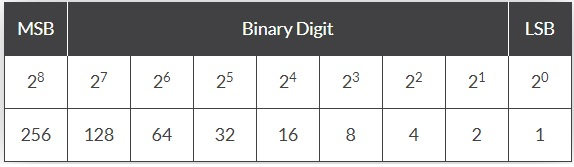 MSB Binary Digit LSB
2⁸ 2⁷ 2⁶ 2⁵ 2⁴ 2³ 2² 2¹ 2⁰
256 128 64 32 16 8 4 2 1